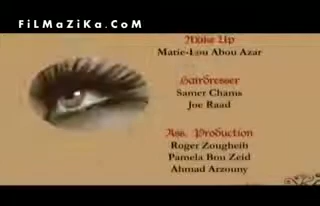 FiLMaZiKa.CoM
Make Up
Marie-Lou Abou Azar
Hairdresser
Samer Chams
Joe Raad
Ass. Production
Roger Zougheib
Pamela Bou Zeid
Ahmad Arzouny